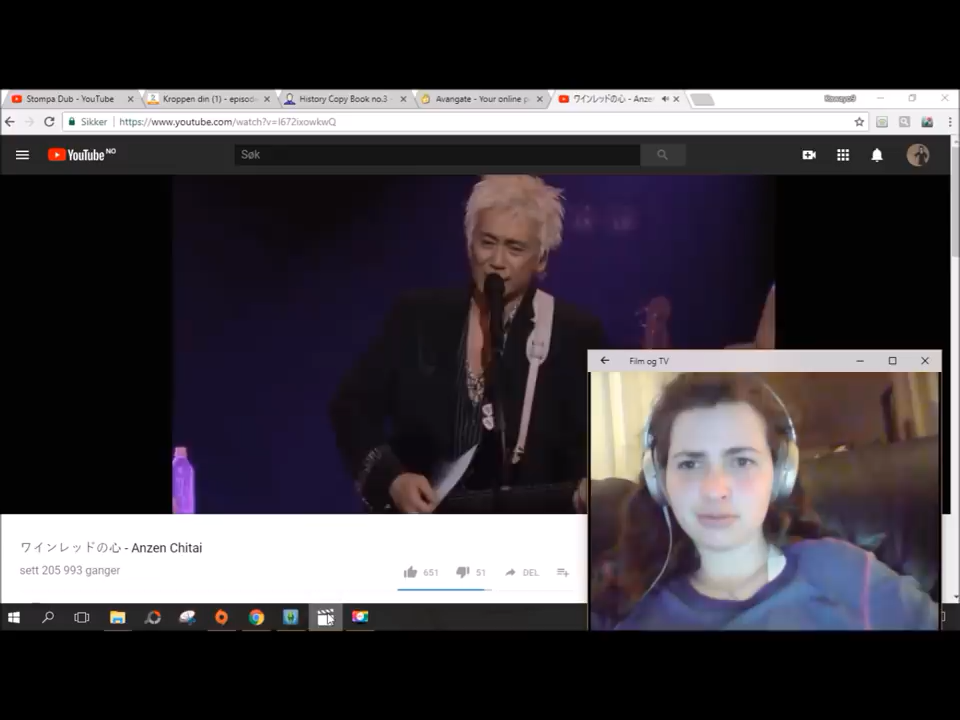 Stompa Dub - YouTube
Kroppen din (1) - episod
History Copy Book no.3
Avangate - Your online p
ワインレッドの心 - Anzen
Sikker
https://www.youtube.com/watch?v=l672ixowkwQ
YouTube NO
Søk
Film og TV
ワインレッドの心 - Anzen Chitai
sett 205 993 ganger
651
51
DEL